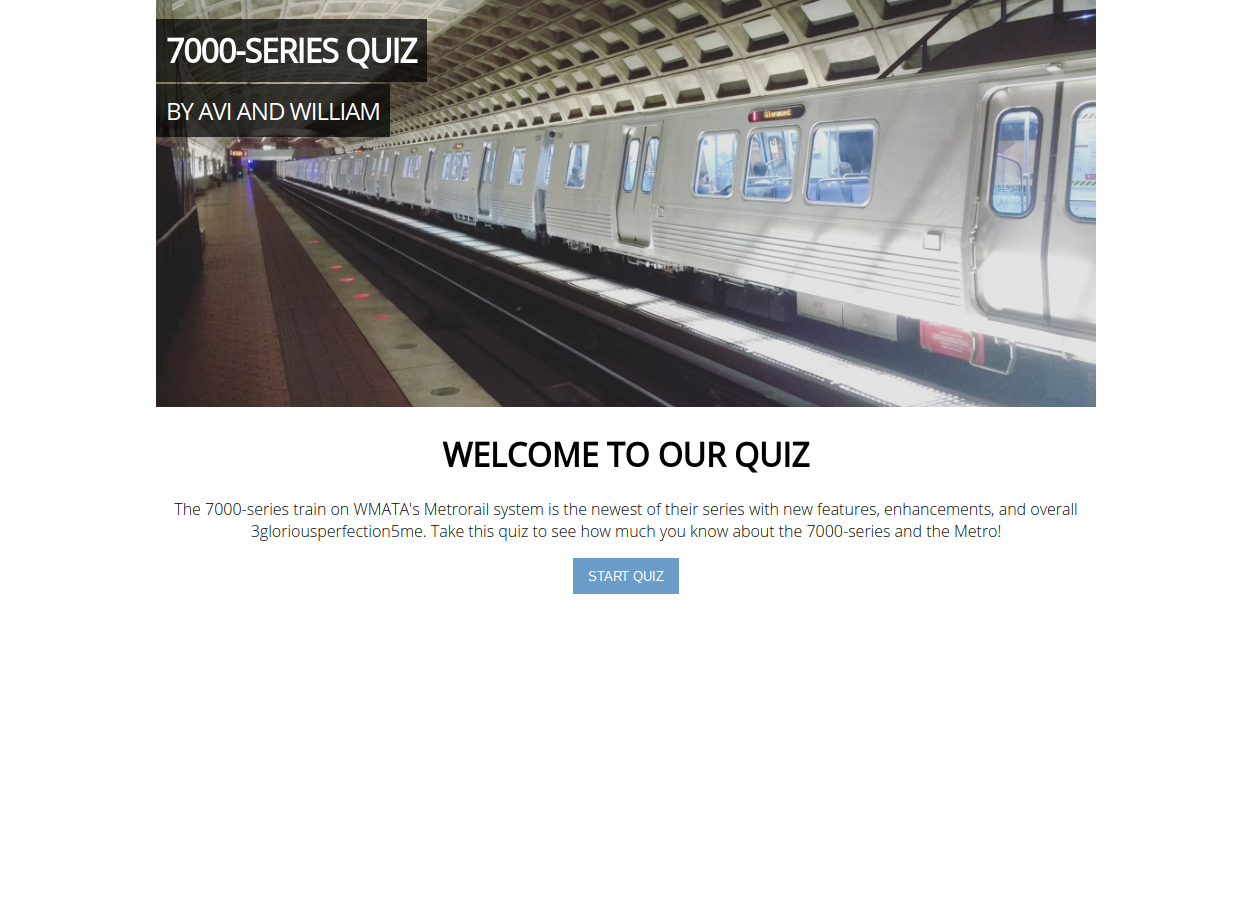 7000-SERIES QUIZ
BY AVI AND WILLIAM
Glenmont
WELCOME TO OUR QUIZ
The 7000-series train on WMATA's Metrorail system is the newest of their series with new features, enhancements, and overall
3gloriousperfection5me. Take this quiz to see how much you know about the 7000-series and the Metro!
START QUIZ